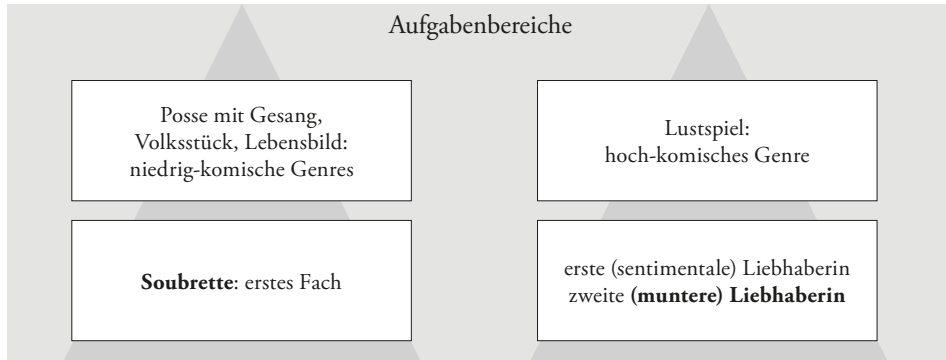 Aufgabenbereiche
Posse mit Gesang,
Volksstück, Lebensbild:
niedrig-komische Genres
Lustspiel:
hoch-komisches Genre
Soubrette: erstes Fach
erste (sentimentale) Liebhaberin
zweite (muntere) Liebhaberin